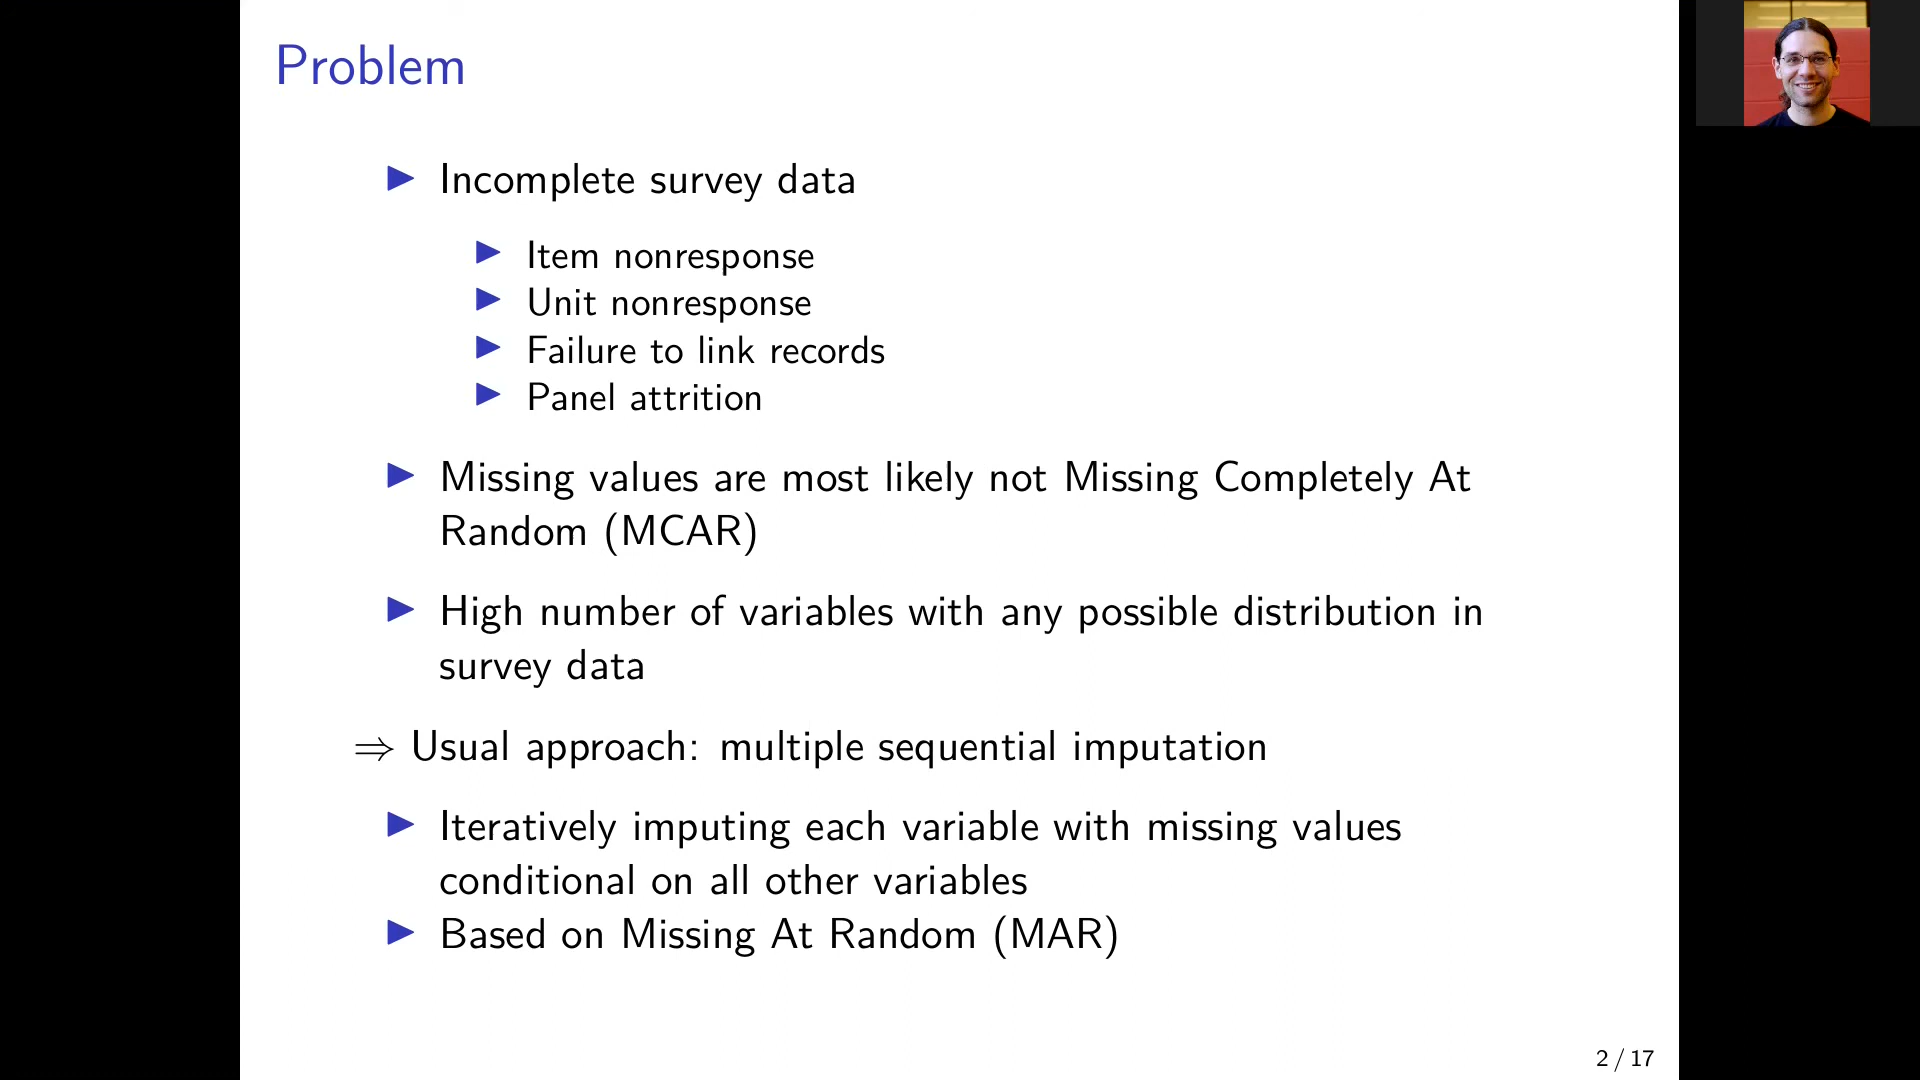 Problem
Incomplete survey data
Item nonresponse
Unit nonresponse
Failure to link records
Panel attrition
Missing values are most likely not Missing Completely At
Random (MCAR)
High number of variables with any possible distribution in
survey data
⇒ Usual approach: multiple sequential imputation
Iteratively imputing each variable with missing values
conditional on all other variables
Based on Missing At Random (MAR)
2 / 17